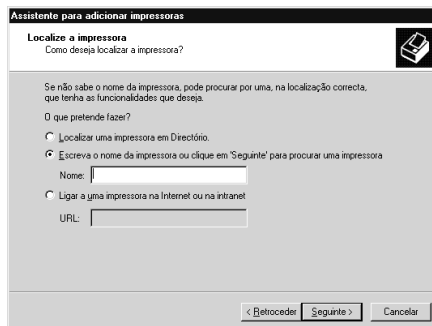 Assistente para adicionar impressoras
Localize a impressora
Como deseja localizar a impressora?
Se não sabe o nome da impressora, pode procurar por uma, na localização correcta,
que tenha as funcionalidades que deseja.
O que pretende fazer?
Localizar uma impressora em Directório.
Escreva o nome da impressora ou clique em 'Seguinte' para procurar uma impressora
Nome:
Ligar a uma impressora na Internet ou na intranet
URL:
< Retroceder Seguinte > Cancelar